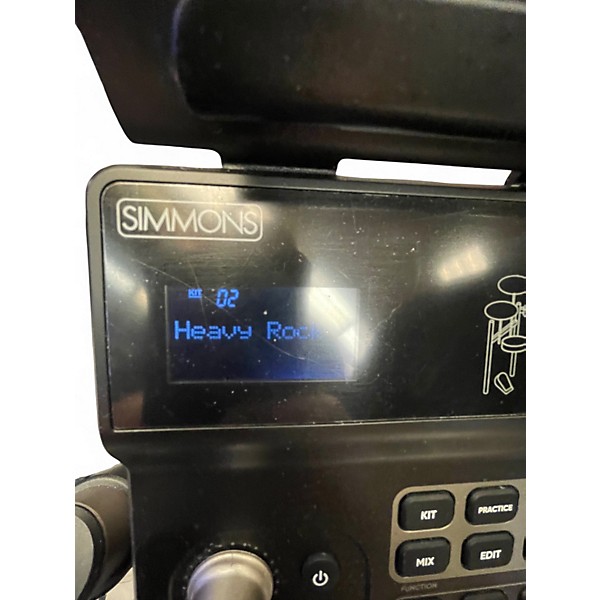 SIMMONS
KIT 02
Heavy Rock
KIT
PRACTICE
MIX
EDIT
FUNCTION